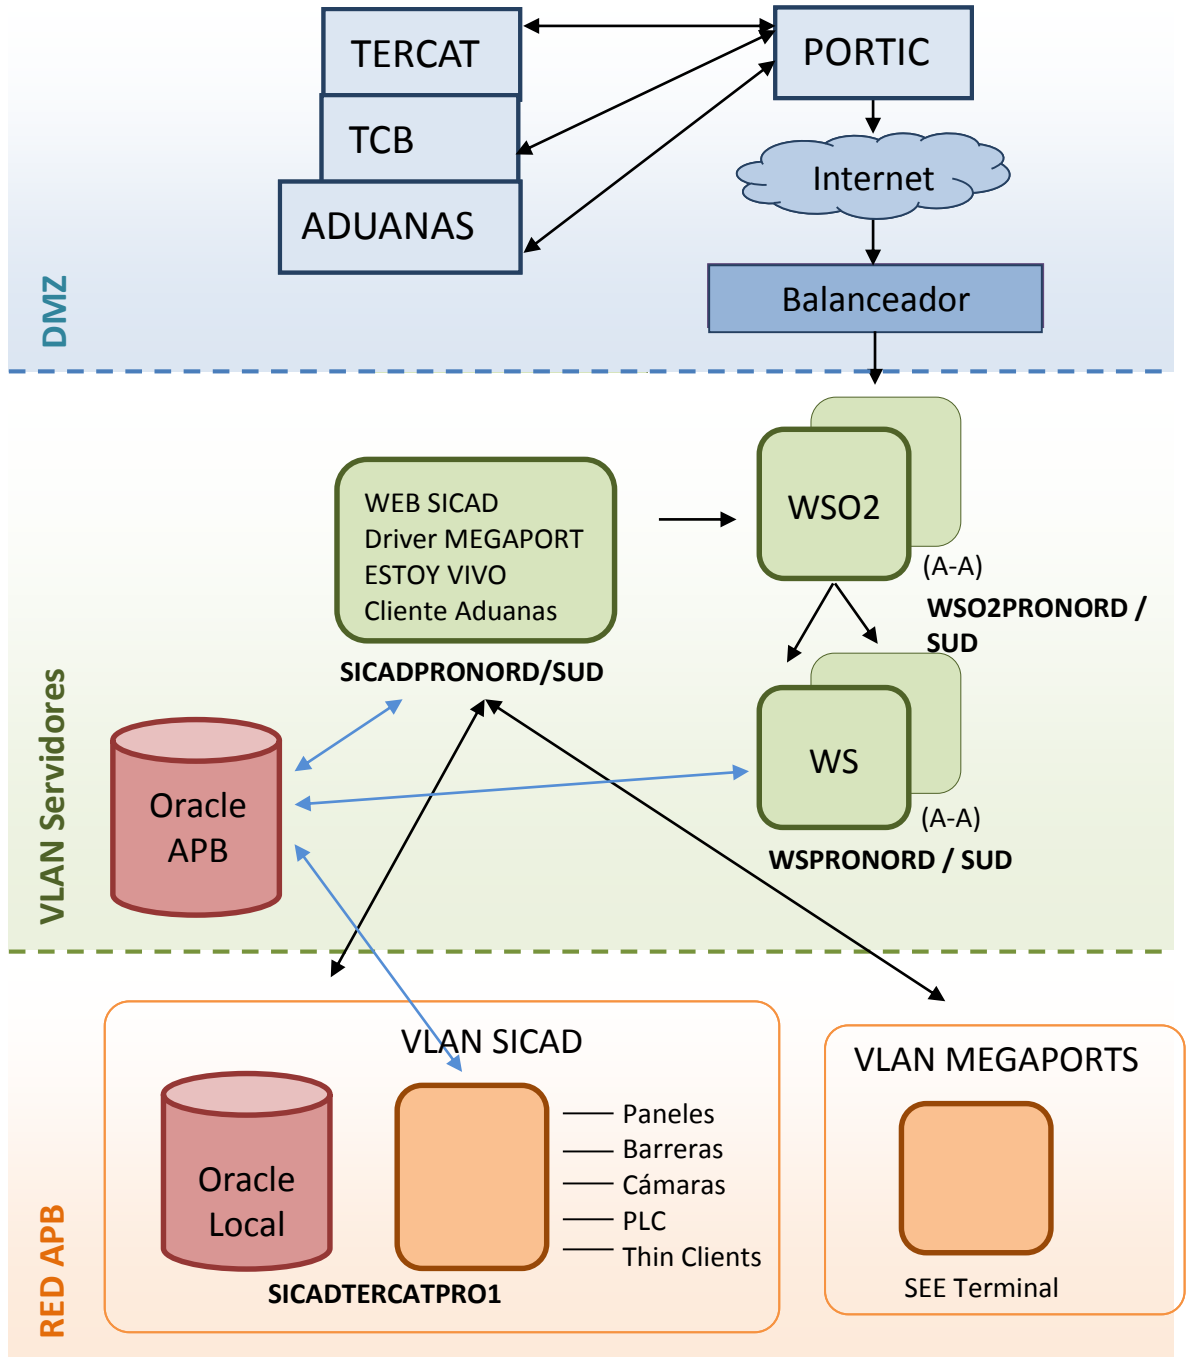 TERCAT
PORTIC
TCB
Internet
ADUANAS
Balanceador
DMZ
WEB SICAD
Driver MEGAPORT
ESTOY VIVO
Cliente Aduanas
SICADPRONORD/SUD
WSO2
(A-A)
WSO2PRONORD /
SUD
WS
(A-A)
WSPRONORD / SUD
Oracle
APB
VLAN Servidores
VLAN SICAD
Oracle
Local
Paneles
Barreras
Cámaras
PLC
Thin Clients
SICADTERCATPRO1
VLAN MEGAPORTS
SEE Terminal
RED APB